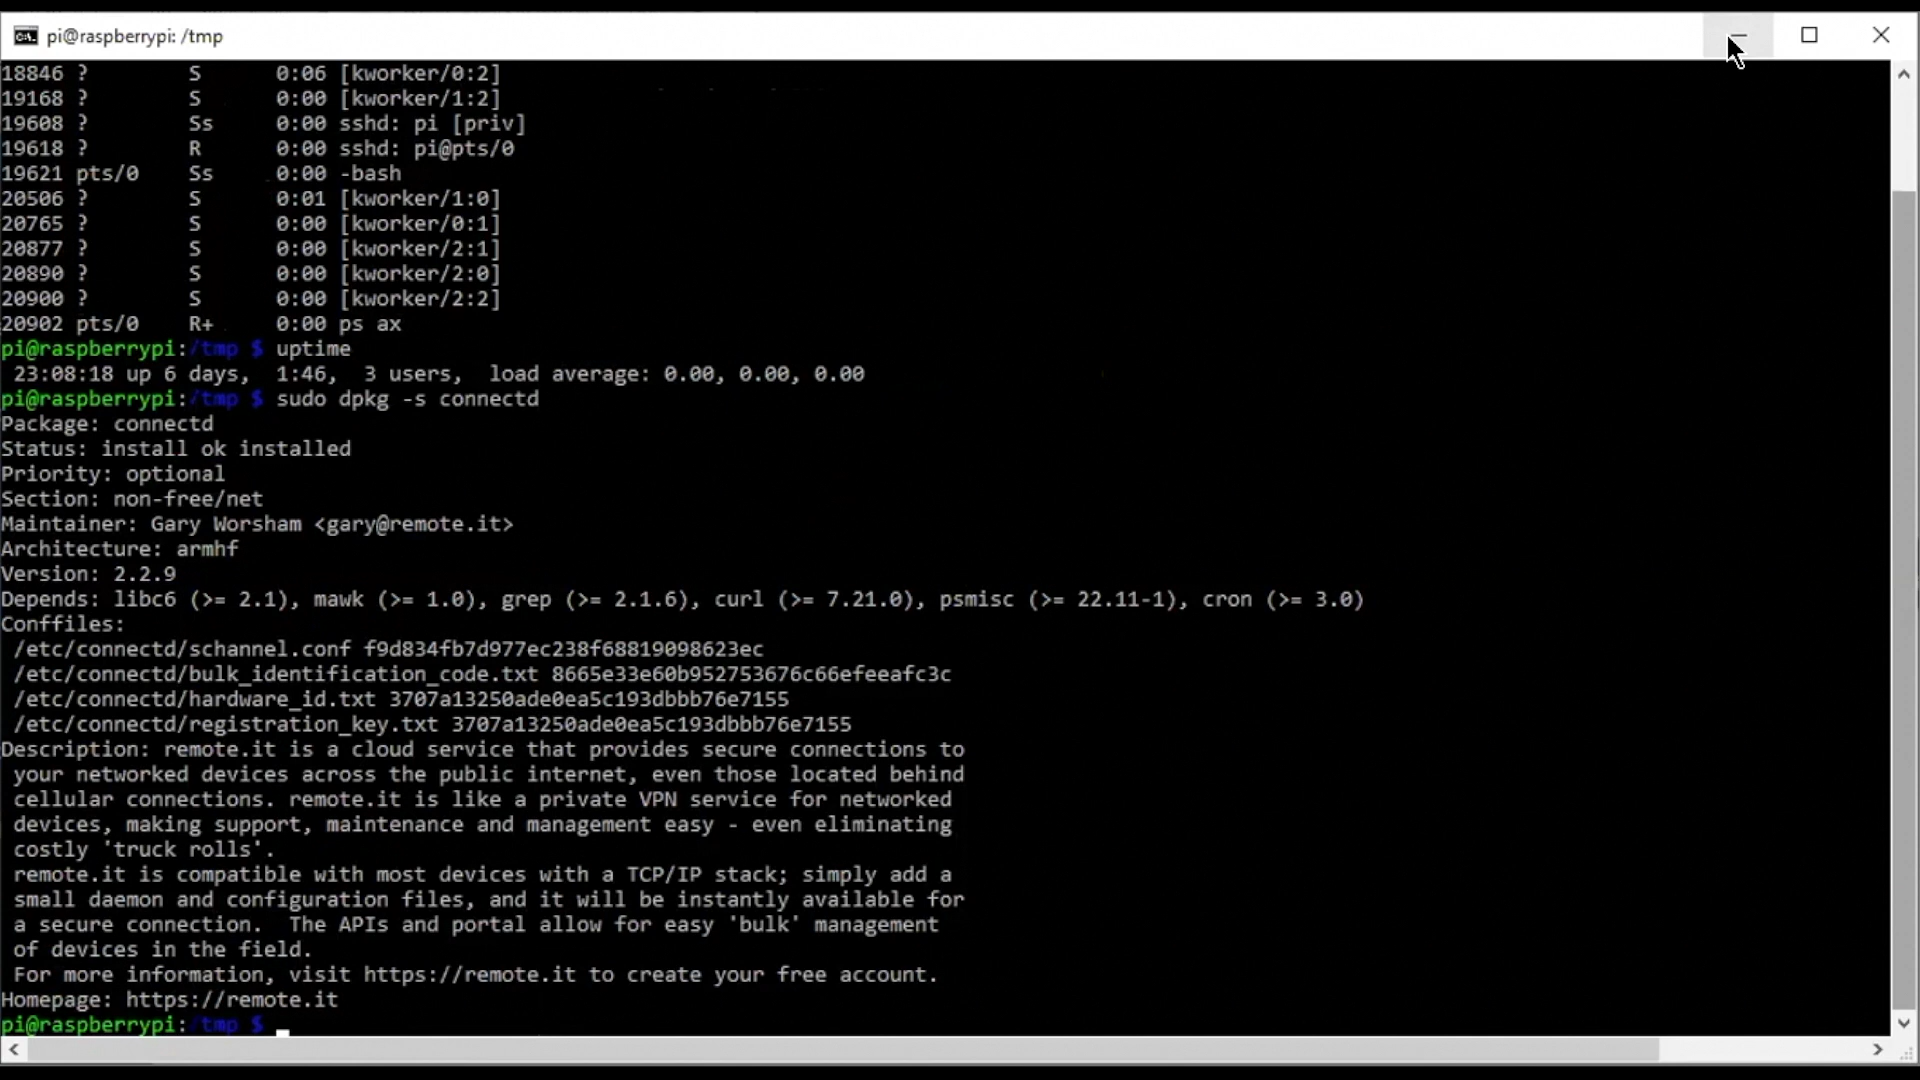 pi@raspberrypi: /tmp
18846 ?        S      0:06 [kworker/0:2]
19168 ?        S      0:00 [kworker/1:2]
19608 ?        Ss     0:00 sshd: pi [priv]
19618 ?        R      0:00 sshd: pi@pts/0
19621 pts/0    Ss     0:00 -bash
20506 ?        S      0:01 [kworker/1:0]
20765 ?        S      0:00 [kworker/0:1]
20877 ?        S      0:00 [kworker/2:1]
20890 ?        S      0:00 [kworker/2:0]
20900 ?        S      0:00 [kworker/2:2]
20902 pts/0    R+     0:00 ps ax
pi@raspberrypi:/tmp $ uptime
 23:08:18 up 6 days,  1:46,  3 users,  load average: 0.00, 0.00, 0.00
pi@raspberrypi:/tmp $ sudo dpkg -s connectd
Package: connectd
Status: install ok installed
Priority: optional
Section: non-free/net
Maintainer: Gary Worsham <gary@remote.it>
Architecture: armhf
Version: 2.2.9
Depends: libc6 (>= 2.1), mawk (>= 1.0), grep (>= 2.1.6), curl (>= 7.21.0), psmisc (>= 22.11-1), cron (>= 3.0)
Conffiles:
 /etc/connectd/schannel.conf f9d834fb7d977ec238f68819098623ec
 /etc/connectd/bulk_identification_code.txt 8665e33e60b952753676c66efeeafc3c
 /etc/connectd/hardware_id.txt 3707a13250ade0ea5c193dbbb76e7155
 /etc/connectd/registration_key.txt 3707a13250ade0ea5c193dbbb76e7155
Description: remote.it is a cloud service that provides secure connections to
 your networked devices across the public internet, even those located behind
 cellular connections. remote.it is like a private VPN service for networked
 devices, making support, maintenance and management easy - even eliminating
 costly 'truck rolls'.
 remote.it is compatible with most devices with a TCP/IP stack; simply add a
 small daemon and configuration files, and it will be instantly available for
 a secure connection.  The APIs and portal allow for easy 'bulk' management
 of devices in the field.
 For more information, visit https://remote.it to create your free account.
Homepage: https://remote.it
pi@raspberrypi:/tmp $